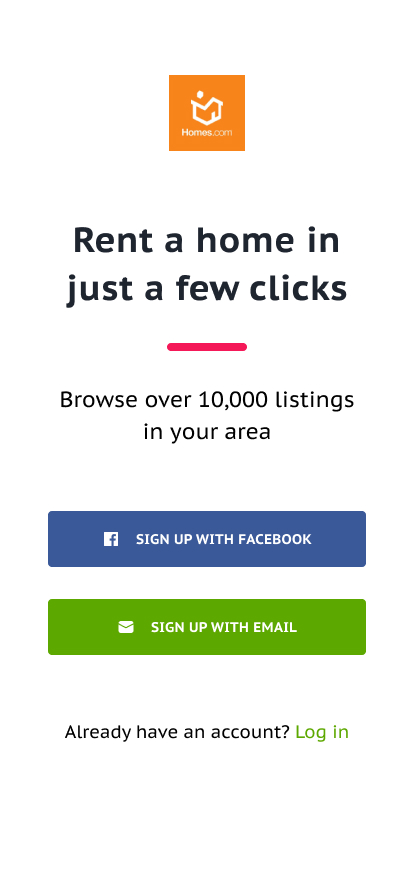 Homes.com
Rent a home in
just a few clicks
Browse over 10,000 listings
in your area
SIGN UP WITH FACEBOOK
SIGN UP WITH EMAIL
Already have an account? Log in